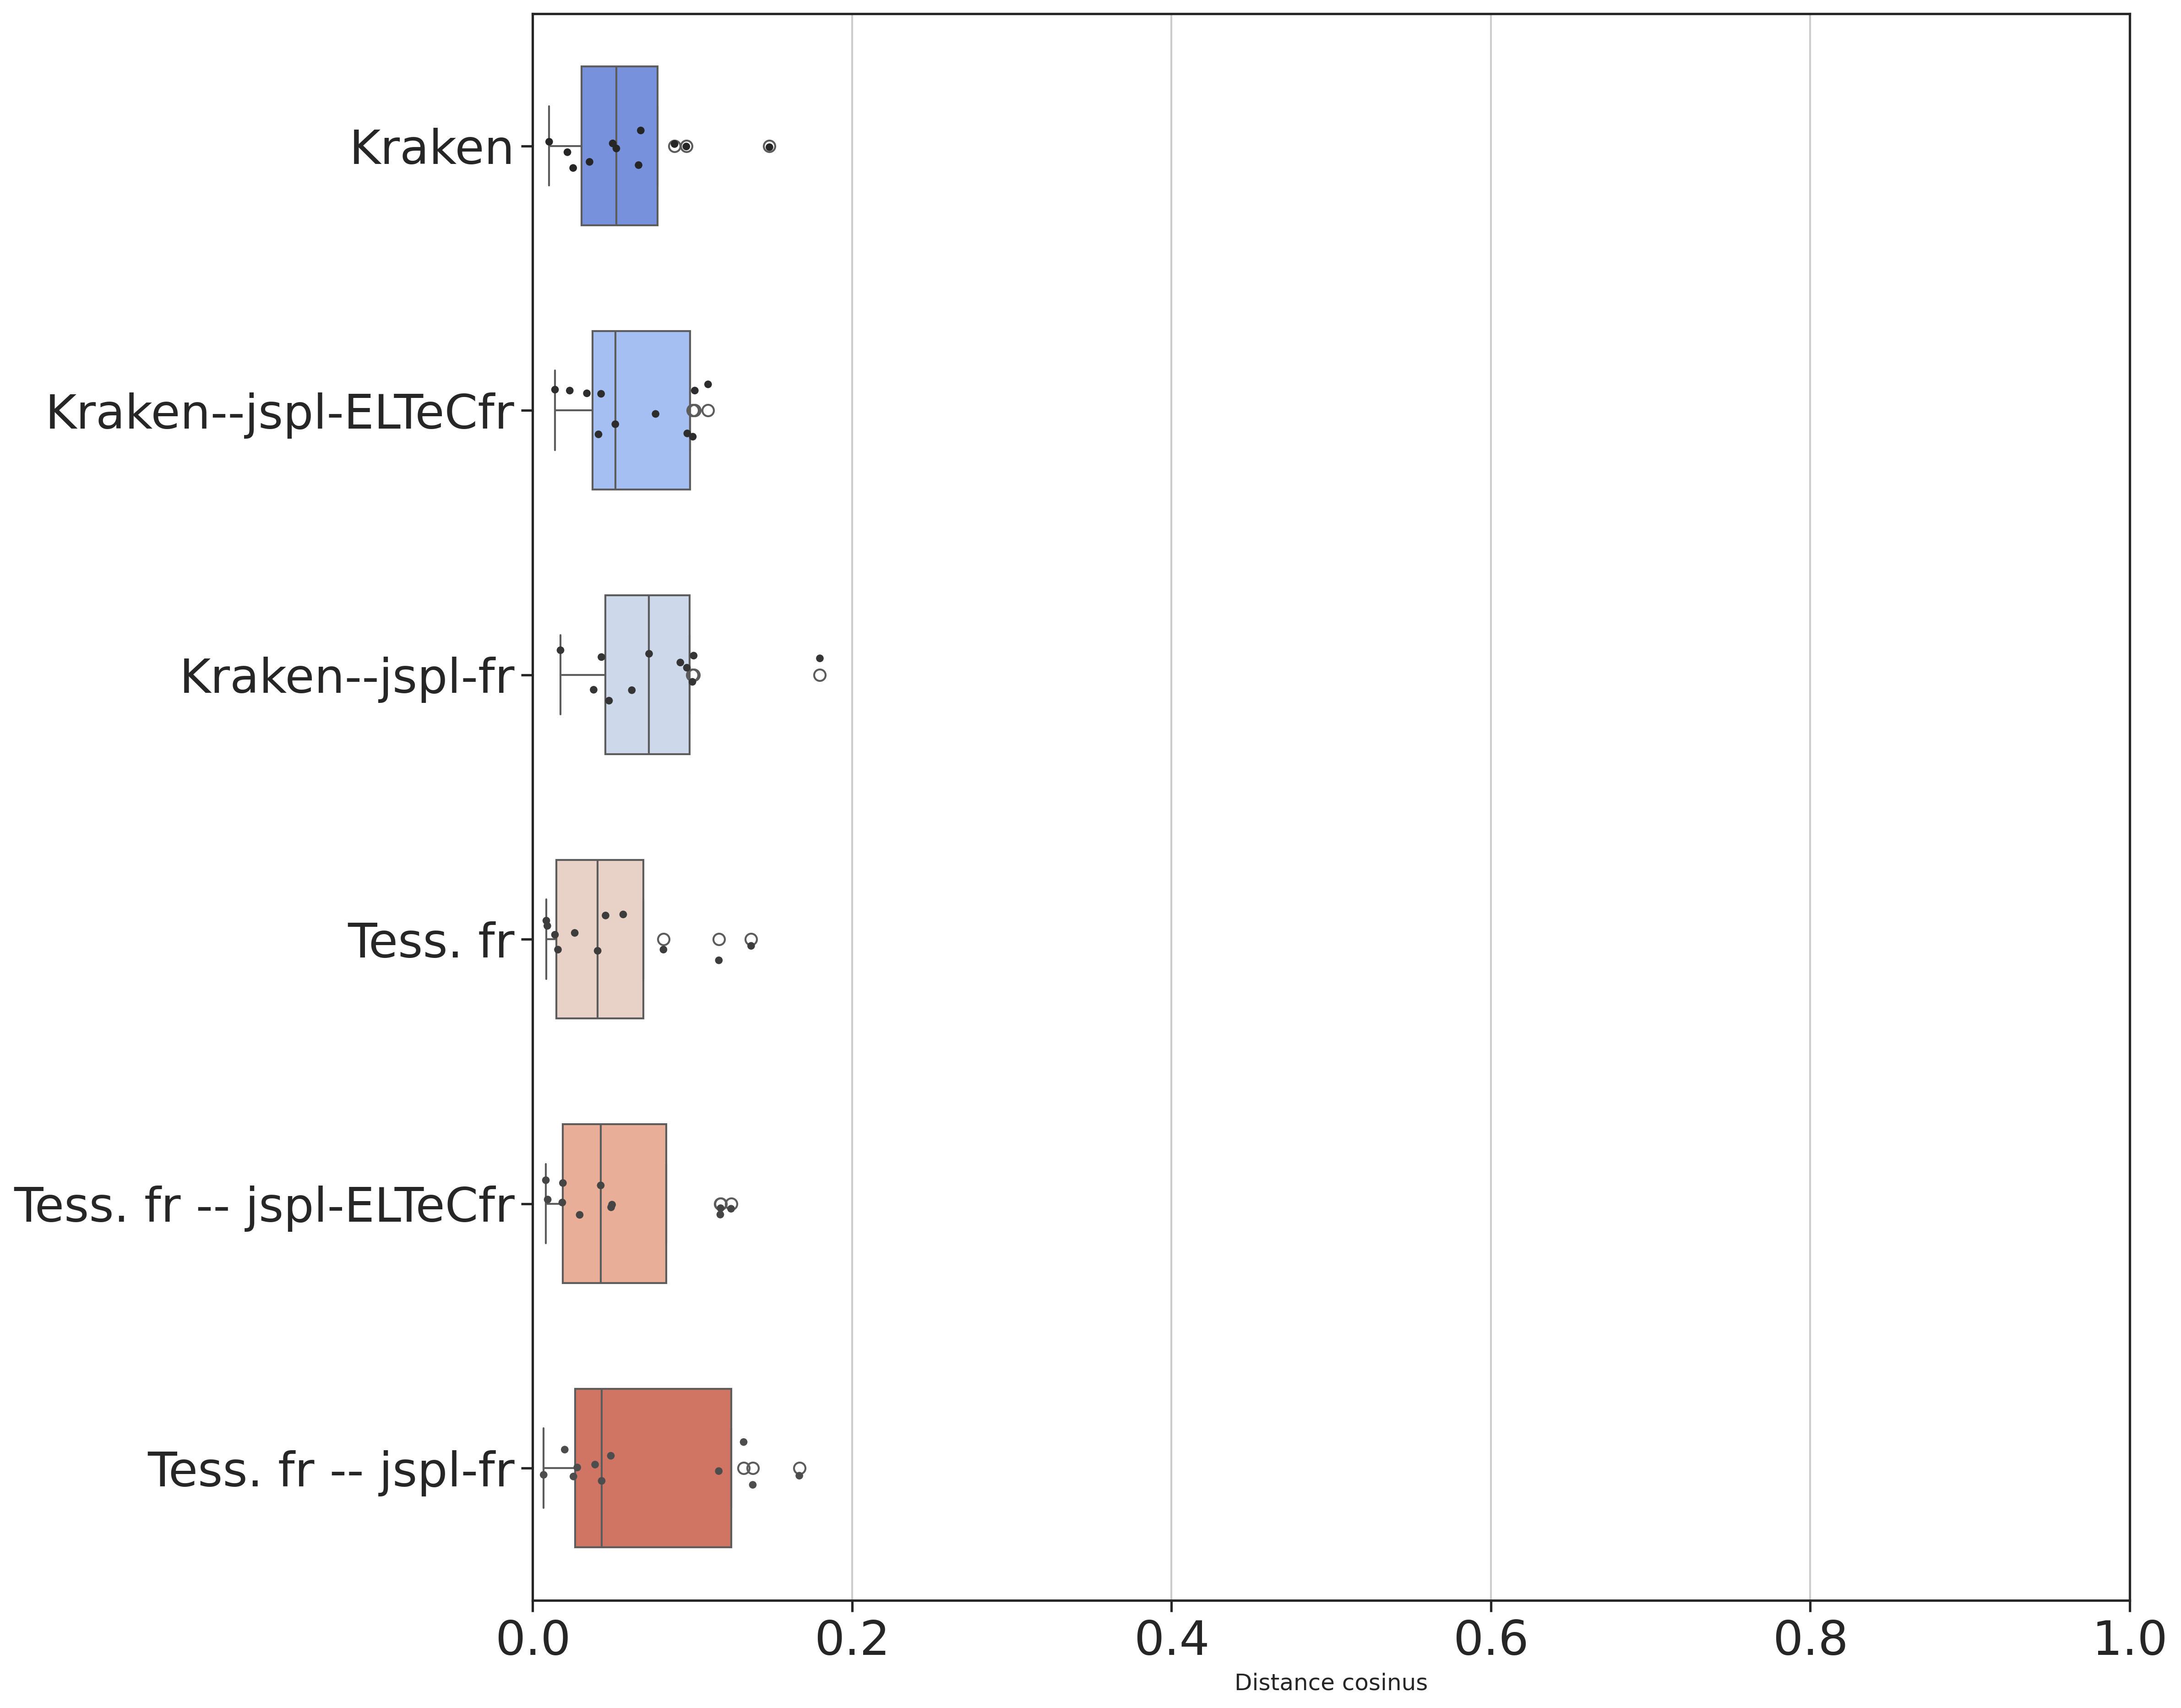 Kraken
Kraken--jspl-ELTeCfr
Kraken--jspl-fr
Tess. fr
Tess. fr -- jspl-ELTeCfr
Tess. fr -- jspl-fr
0.0 0.2 0.4 0.6 0.8 1.0
Distance cosinus